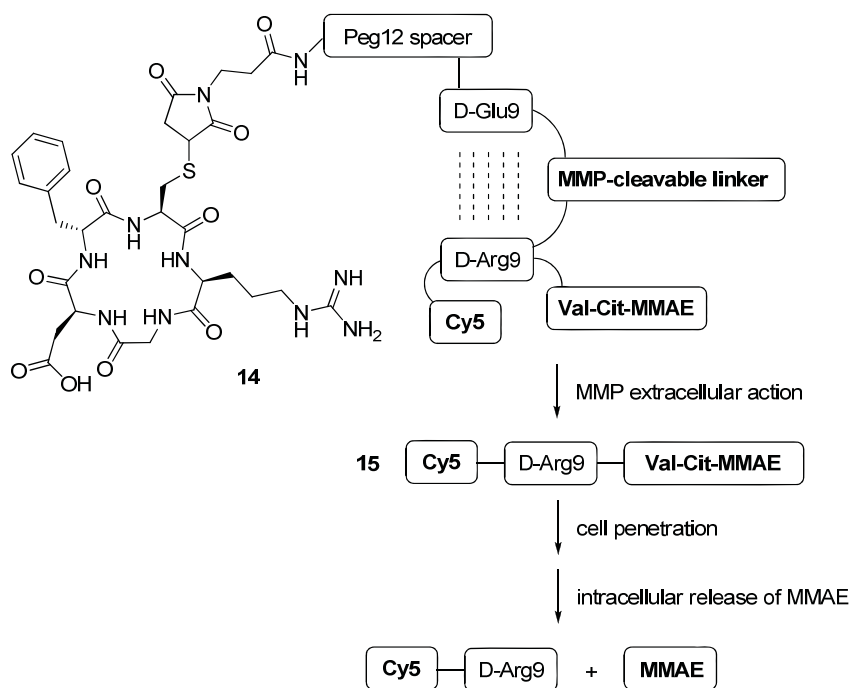 Peg12 spacer
O
O
N
H
N
O
D-Glu9
O
S
MMP-cleavable linker
O
H
N
O
NH
HN
D-Arg9
O
NH
NH
Cy5
Val-Cit-MMAE
HN
N
H
NH2
O
O
O
OH
14
MMP extracellular action
15 Cy5 D-Arg9 Val-Cit-MMAE
cell penetration
intracellular release of MMAE
Cy5 D-Arg9 + MMAE